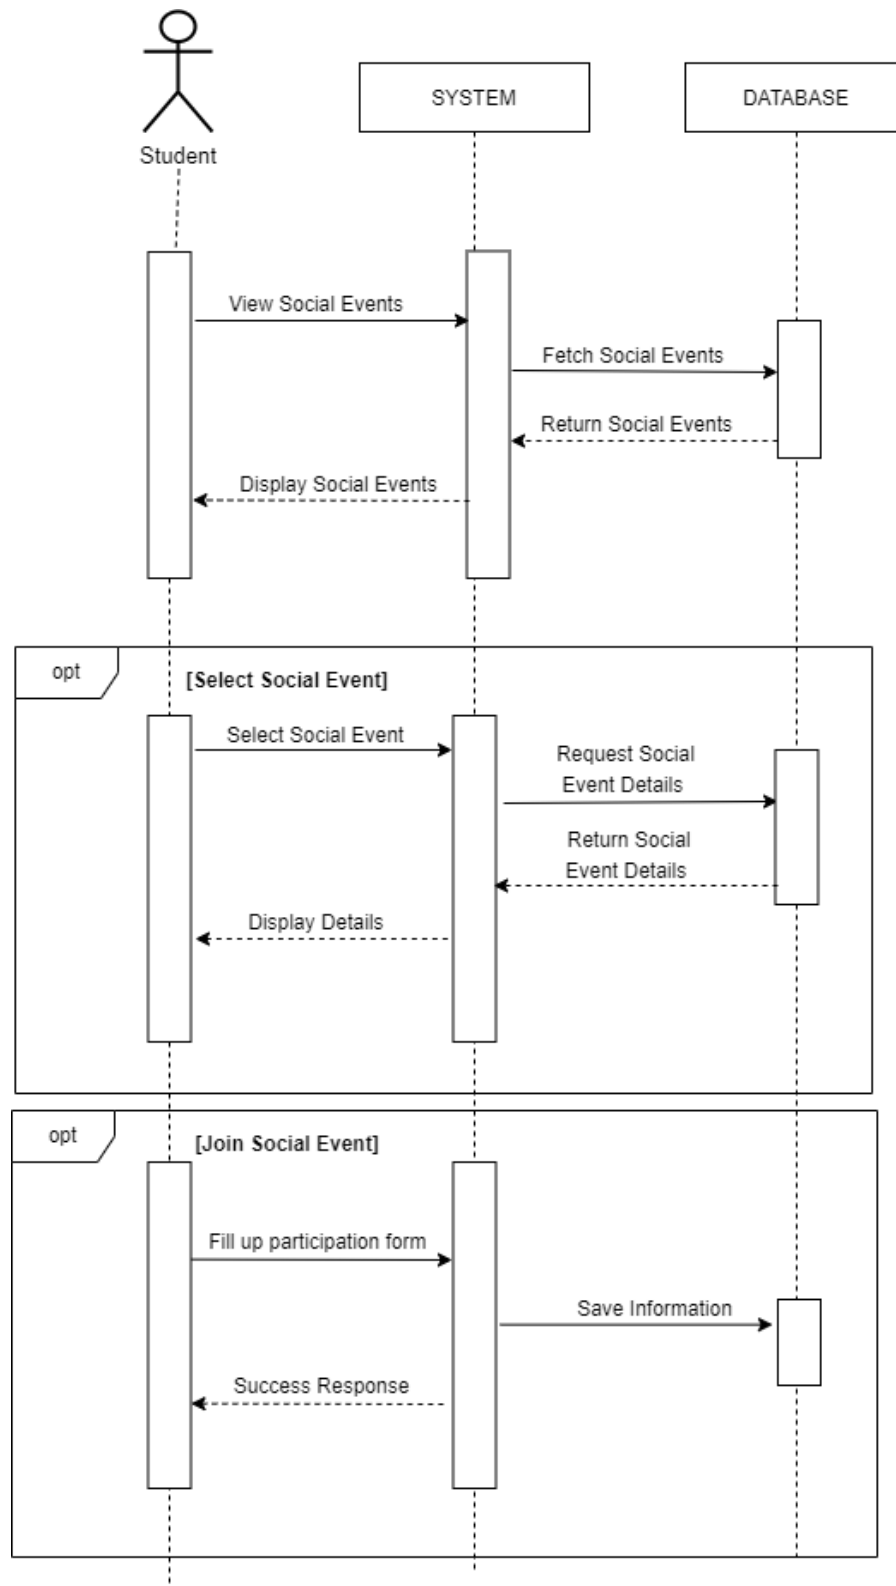 Student
SYSTEM
DATABASE
View Social Events
Fetch Social Events
Return Social Events
Display Social Events
opt
[Select Social Event]
Select Social Event
Request Social
Event Details
Return Social
Event Details
Display Details
opt
[Join Social Event]
Fill up participation form
Save Information
Success Response